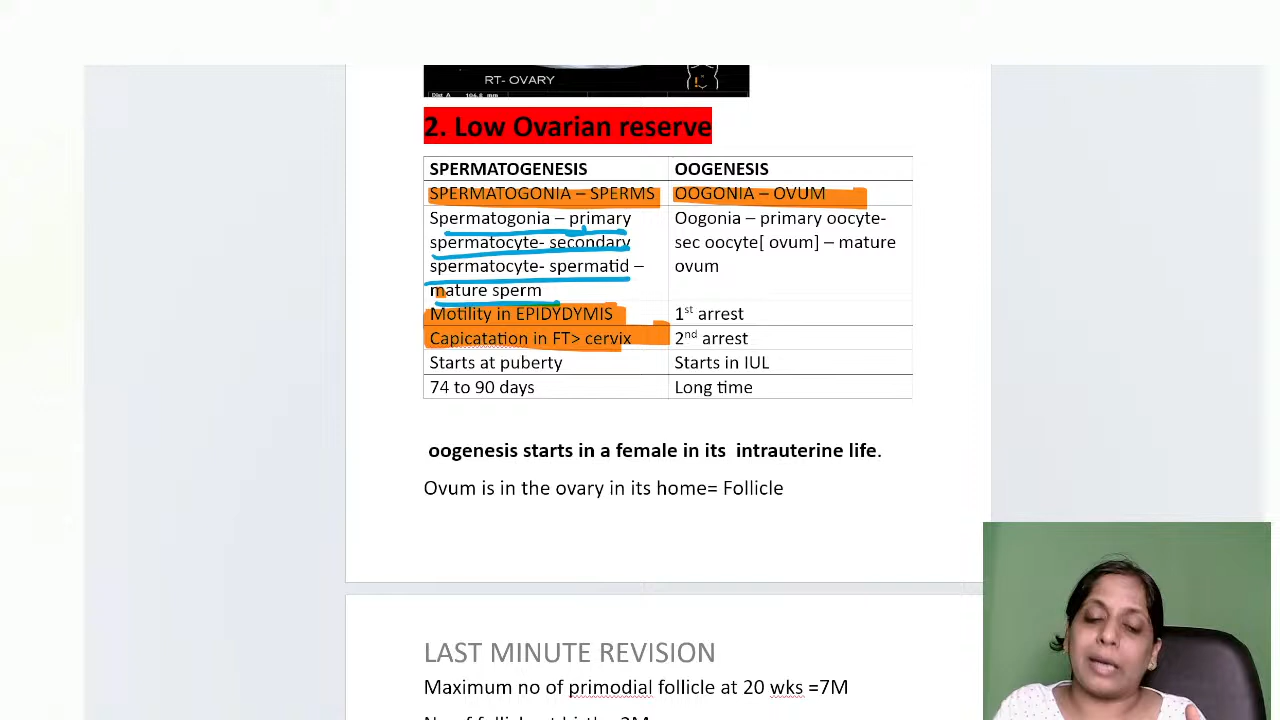 RT- OVARY
Dist A 106.8 mm
2. Low Ovarian reserve
SPERMATOGENESIS OOGENESIS
SPERMATOGONIA – SPERMS OOGONIA – OVUM
Spermatogonia – primary Oogonia – primary oocyte-
spermatocyte- secondary sec oocyte[ ovum] – mature
spermatocyte- spermatid – ovum
mature sperm
Motility in EPIDYDYMIS 1st arrest
Capicatation in FT> cervix 2nd arrest
Starts at puberty Starts in IUL
74 to 90 days Long time
oogenesis starts in a female in its intrauterine life.
Ovum is in the ovary in its home= Follicle
LAST MINUTE REVISION
Maximum no of primodial follicle at 20 wks =7M